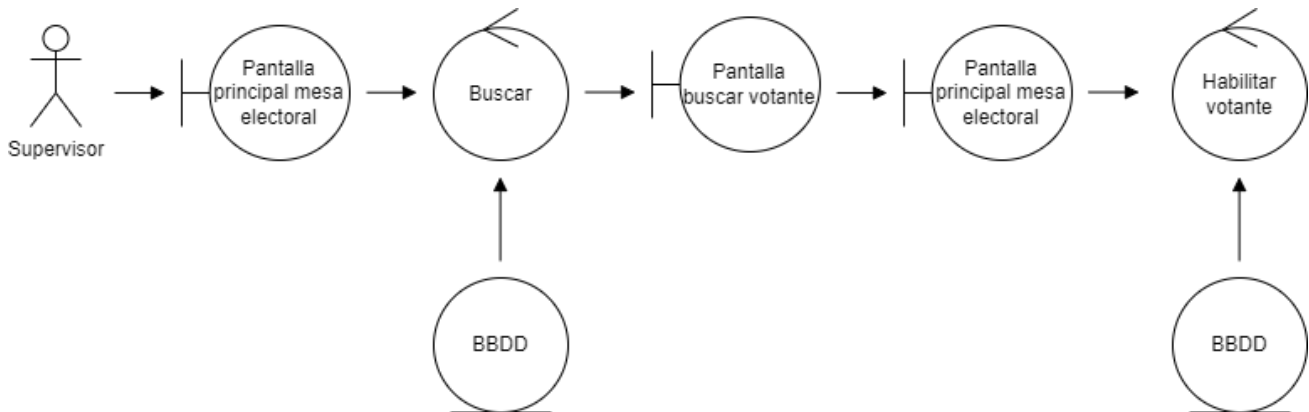 Supervisor
Pantalla
principal mesa
electoral
Buscar
Pantalla
buscar votante
Pantalla
principal mesa
electoral
Habilitar
votante
BBDD
BBDD